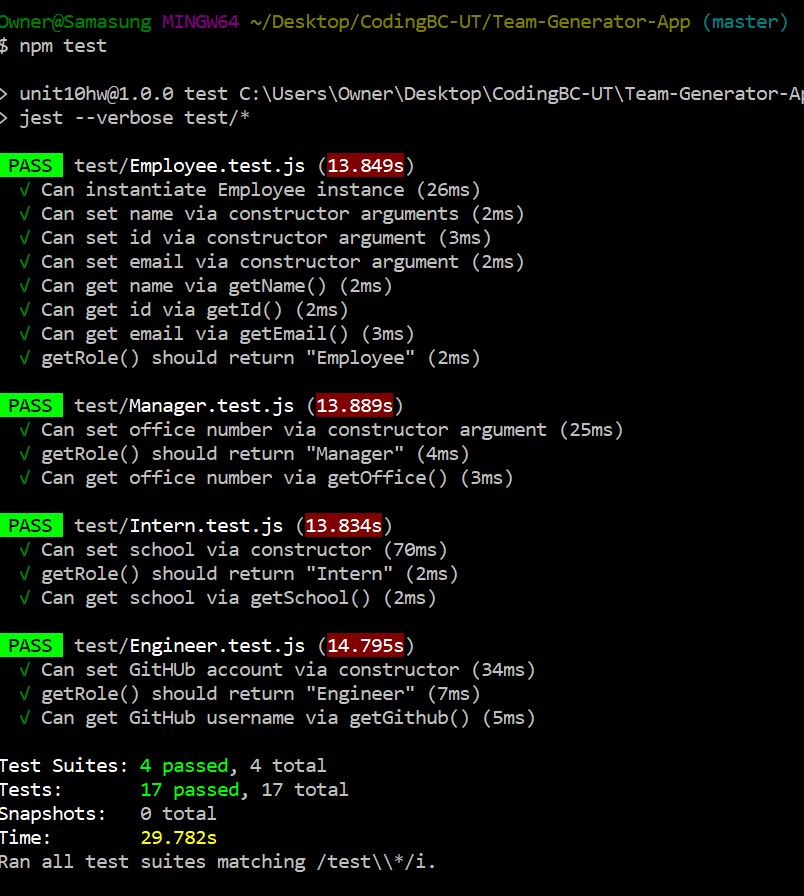 Owner@Samasung MINGW64 ~/Desktop/CodingBC-UT/Team-Generator-App (master)
$ npm test
> unit10hw@1.0.0 test C:\Users\Owner\Desktop\CodingBC-UT\Team-Generator-Ap
> jest --verbose test/*
PASS test/Employee.test.js (13.849s)
√ Can instantiate Employee instance (26ms)
√ Can set name via constructor arguments (2ms)
√ Can set id via constructor argument (3ms)
√ Can set email via constructor argument (2ms)
√ Can get name via getName() (2ms)
√ Can get id via getId() (2ms)
√ Can get email via getEmail() (3ms)
√ getRole() should return "Employee" (2ms)
PASS test/Manager.test.js (13.889s)
√ Can set office number via constructor argument (25ms)
√ getRole() should return "Manager" (4ms)
√ Can get office number via getOffice() (3ms)
PASS test/Intern.test.js (13.834s)
√ Can set school via constructor (70ms)
√ getRole() should return "Intern" (2ms)
√ Can get school via getSchool() (2ms)
PASS test/Engineer.test.js (14.795s)
√ Can set GitHUb account via constructor (34ms)
√ getRole() should return "Engineer" (7ms)
√ Can get GitHub username via getGithub() (5ms)
Test Suites: 4 passed, 4 total
Tests: 17 passed, 17 total
Snapshots: 0 total
Time: 29.782s
Ran all test suites matching /test\\*/i.